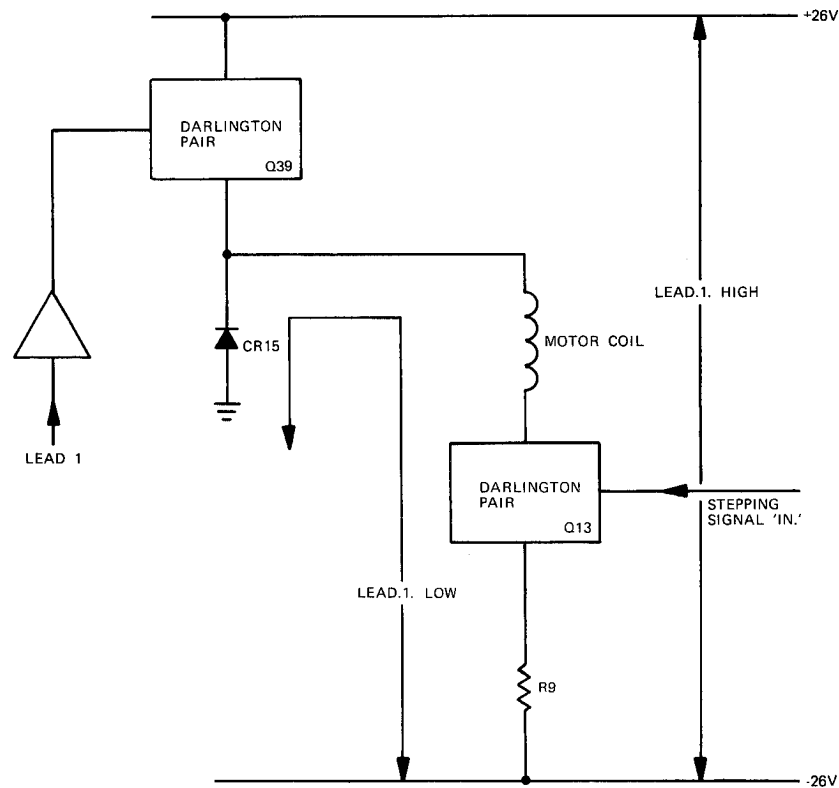 +26V
DARLINGTON
PAIR
Q39
LEAD.1. HIGH
CR15
MOTOR COIL
LEAD 1
DARLINGTON
PAIR
Q13
STEPPING
SIGNAL 'IN.'
LEAD.1. LOW
R9
-26V